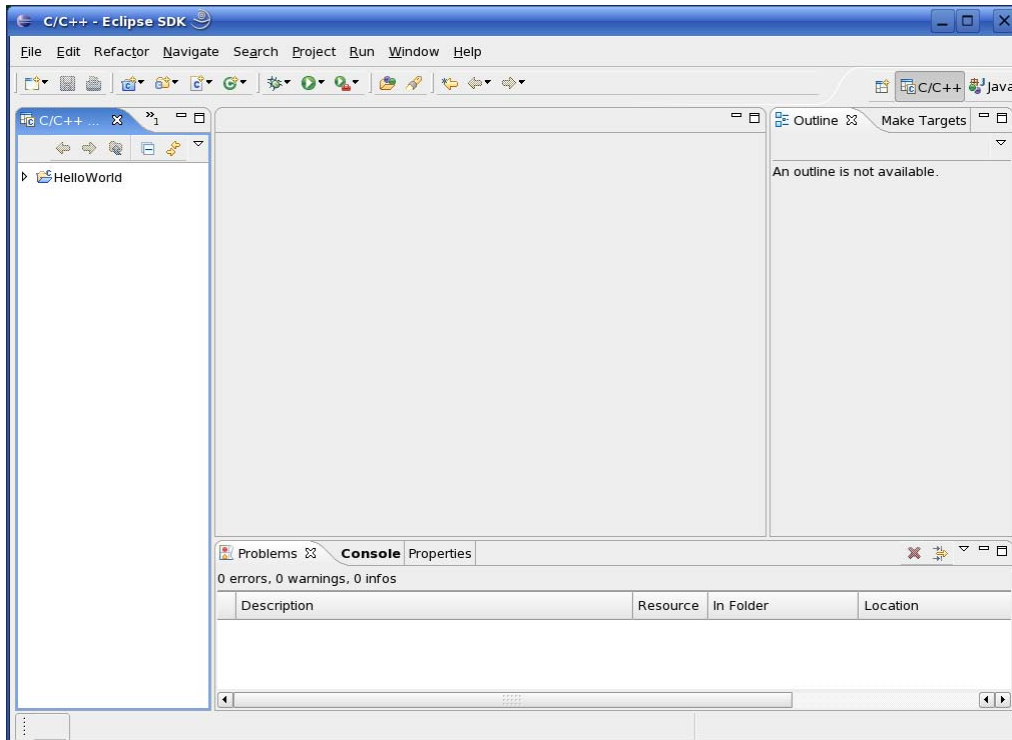 C/C++ - Eclipse SDK
File Edit Refactor Navigate Search Project Run Window Help
C/C++ Java
C/C++ ... »1
Outline Make Targets
HelloWorld
An outline is not available.
Problems Console Properties
0 errors, 0 warnings, 0 infos
Description Resource In Folder Location